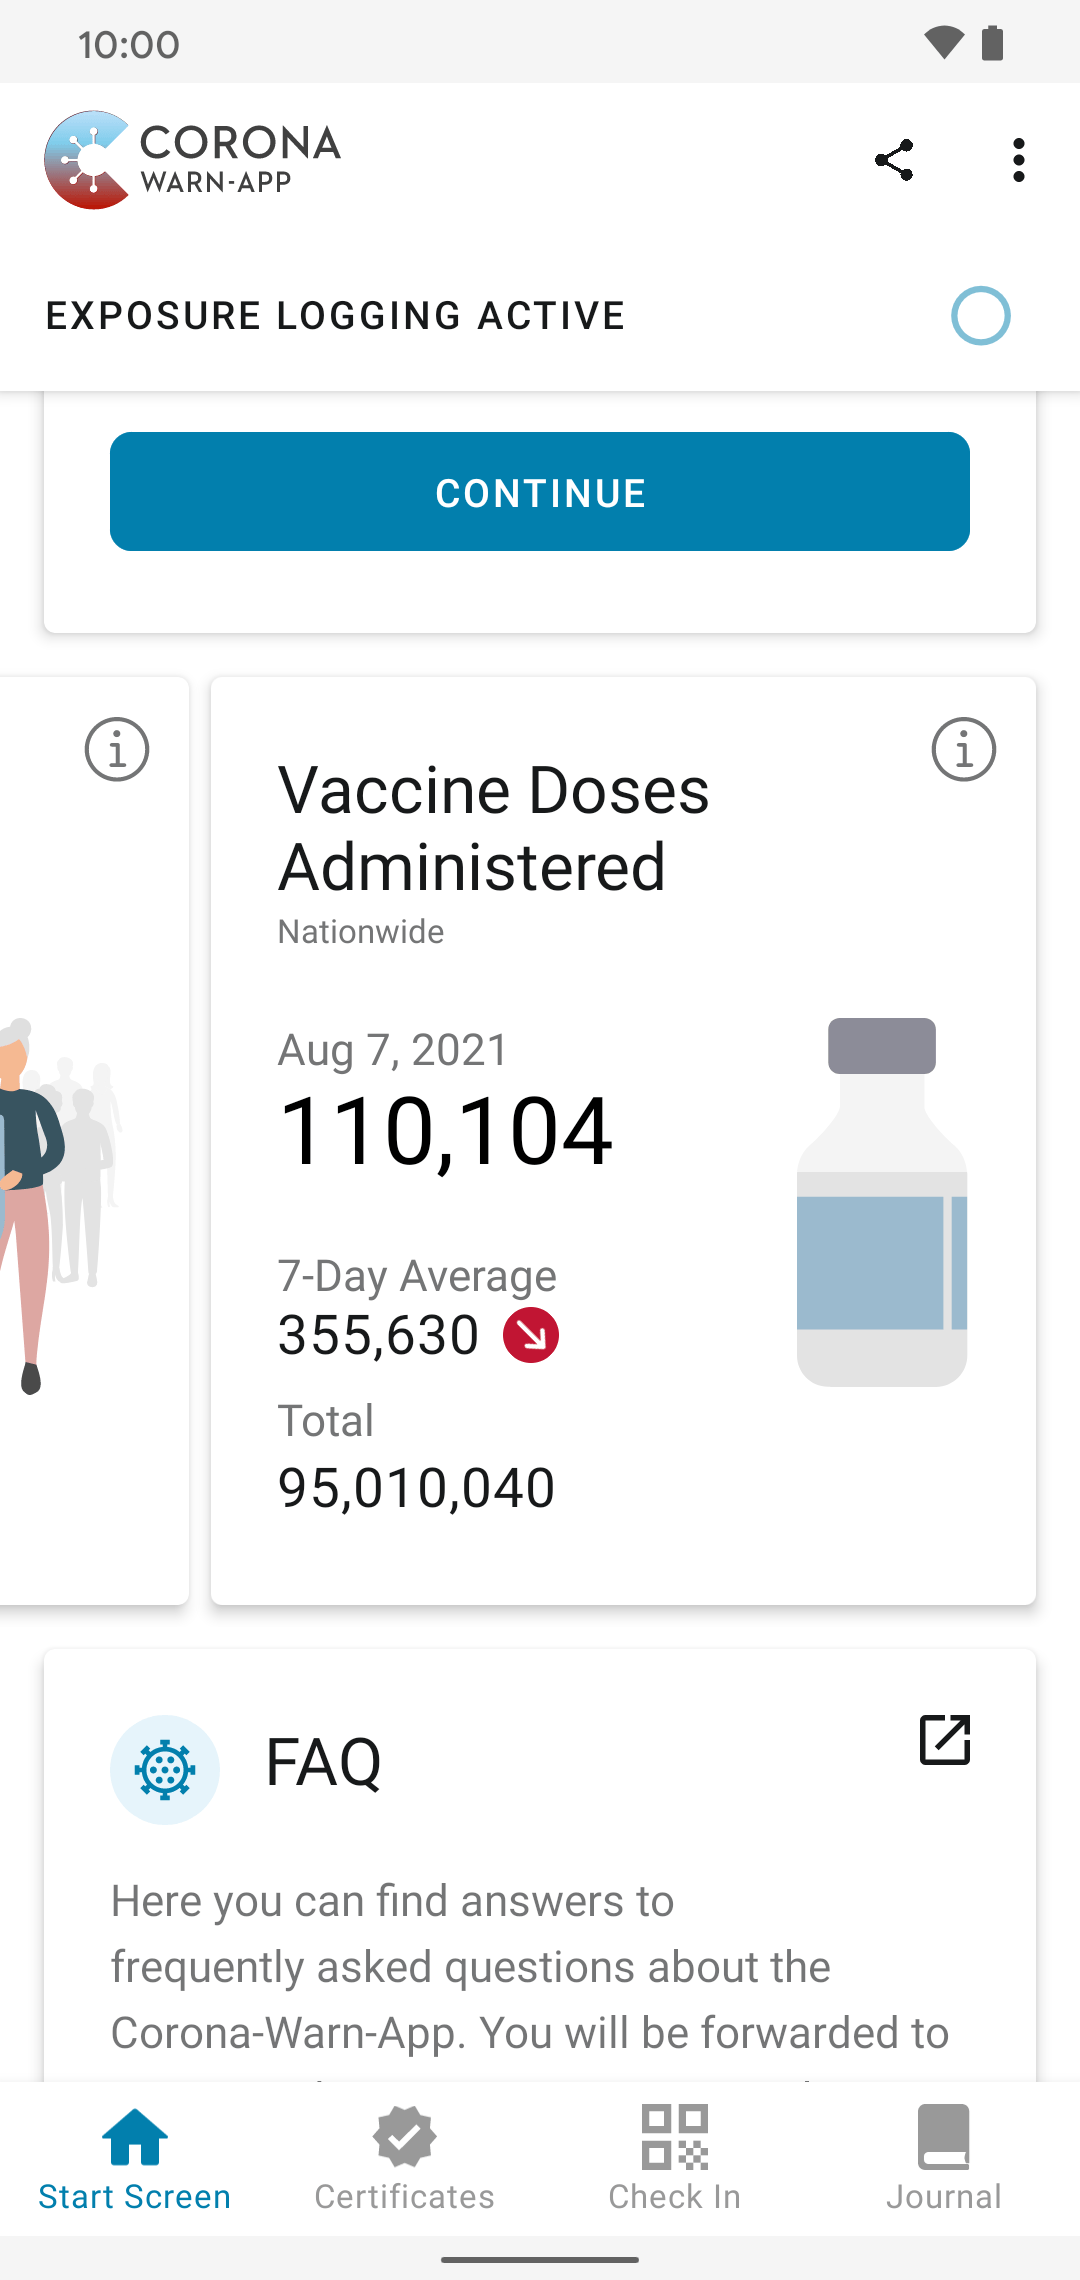 10:00
CORONA
WARN-APP
EXPOSURE LOGGING ACTIVE
CONTINUE
Vaccine Doses
Administered
Nationwide
Aug 7, 2021
110,104
7-Day Average
355,630
Total
95,010,040
FAQ
Here you can find answers to
frequently asked questions about the
Corona-Warn-App. You will be forwarded to
Start Screen
Certificates
Check In
Journal